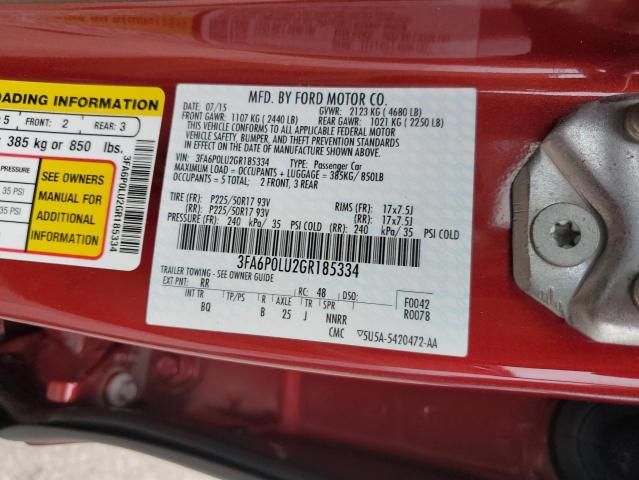 OADING INFORMATION
5 FRONT: 2 REAR: 3
385 kg or 850 lbs.
PRESSURE
35 PSI
35 PSI
SEE OWNERS
MANUAL FOR
ADDITIONAL
INFORMATION
3FA6P0LU2GR185334
MFD. BY FORD MOTOR CO.
DATE: 07/15 GVWR: 2123 KG (4680 LB)
FRONT GAWR: 1107 KG (2440 LB) REAR GAWR: 1021 KG (2250 LB)
THIS VEHICLE CONFORMS TO ALL APPLICABLE FEDERAL MOTOR
VEHICLE SAFETY, BUMPER, AND THEFT PREVENTION STANDARDS IN
EFFECT ON THE DATE OF MANUFACTURE SHOWN ABOVE.
VIN: 3FA6P0LU2GR185334 TYPE: Passenger Car
MAXIMUM LOAD = OCCUPANTS + LUGGAGE = 385KG/850LB
OCCUPANTS = 5 TOTAL; 2 FRONT, 3 REAR
TIRE (FR): P225/50R17 93V RIMS (FR): 17x7.5J
(RR): P225/50R17 93V (RR): 17x7.5J
PRESSURE (FR): 240 kPa/ 35 PSI COLD (RR): 240 kPa/35 PSI COLD
3FA6P0LU2GR185334
TRAILER TOWING - SEE OWNER GUIDE
EXT PNT: RR RC: 48 DSO: F0042
INT TR TP/PS R AXLE TR SPR R0078
BQ B 25 J NNRR
CMC 5U5A-5420472-AA